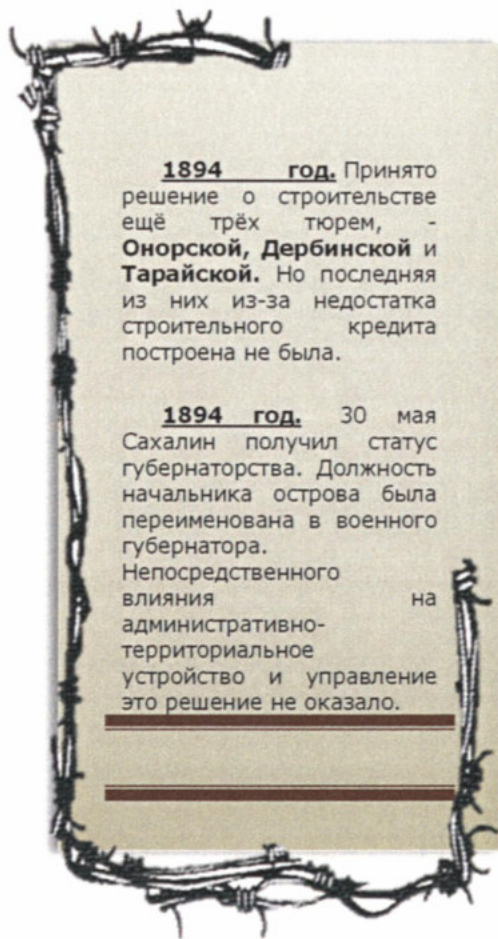 1894 год. Принято
решение о строительстве
ещё трёх тюрем, -
Онорской, Дербинской и
Тарайской. Но последняя
из них из-за недостатка
строительного кредита
построена не была.
1894 год. 30 мая
Сахалин получил статус
губернаторства. Должность
начальника острова была
переименована в военного
губернатора.
Непосредственного
влияния на
административно-
территориальное
устройство и управление
это решение не оказало.